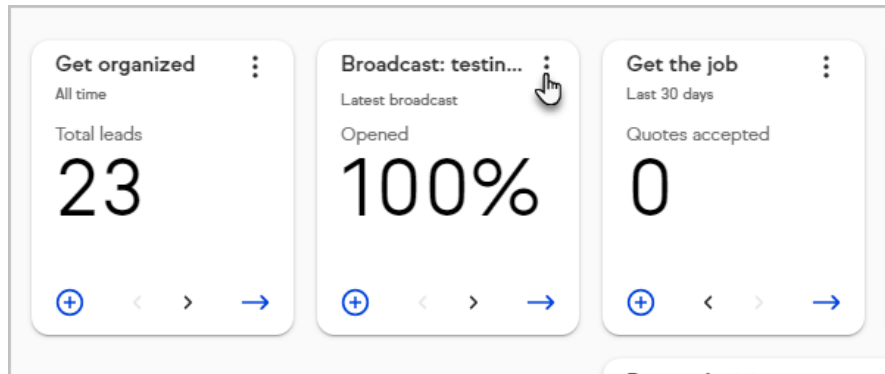 Get organized
All time
Total leads
23
Broadcast: testin...
Latest broadcast
Opened
100%
Get the job
Last 30 days
Quotes accepted
0